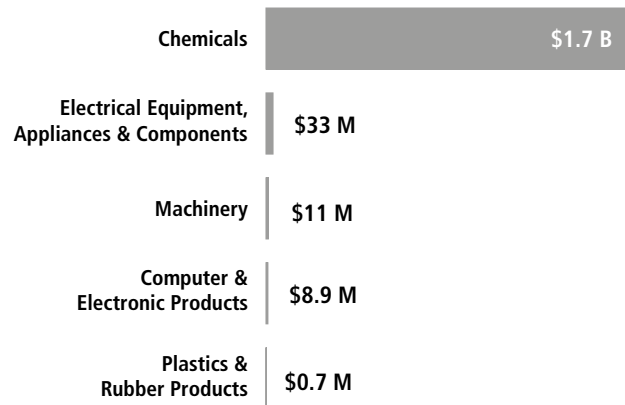 Chemicals
$1.7 B
Electrical Equipment,
Appliances & Components
$33 M
Machinery
$11 M
Computer &
Electronic Products
$8.9 M
Plastics &
Rubber Products
$0.7 M